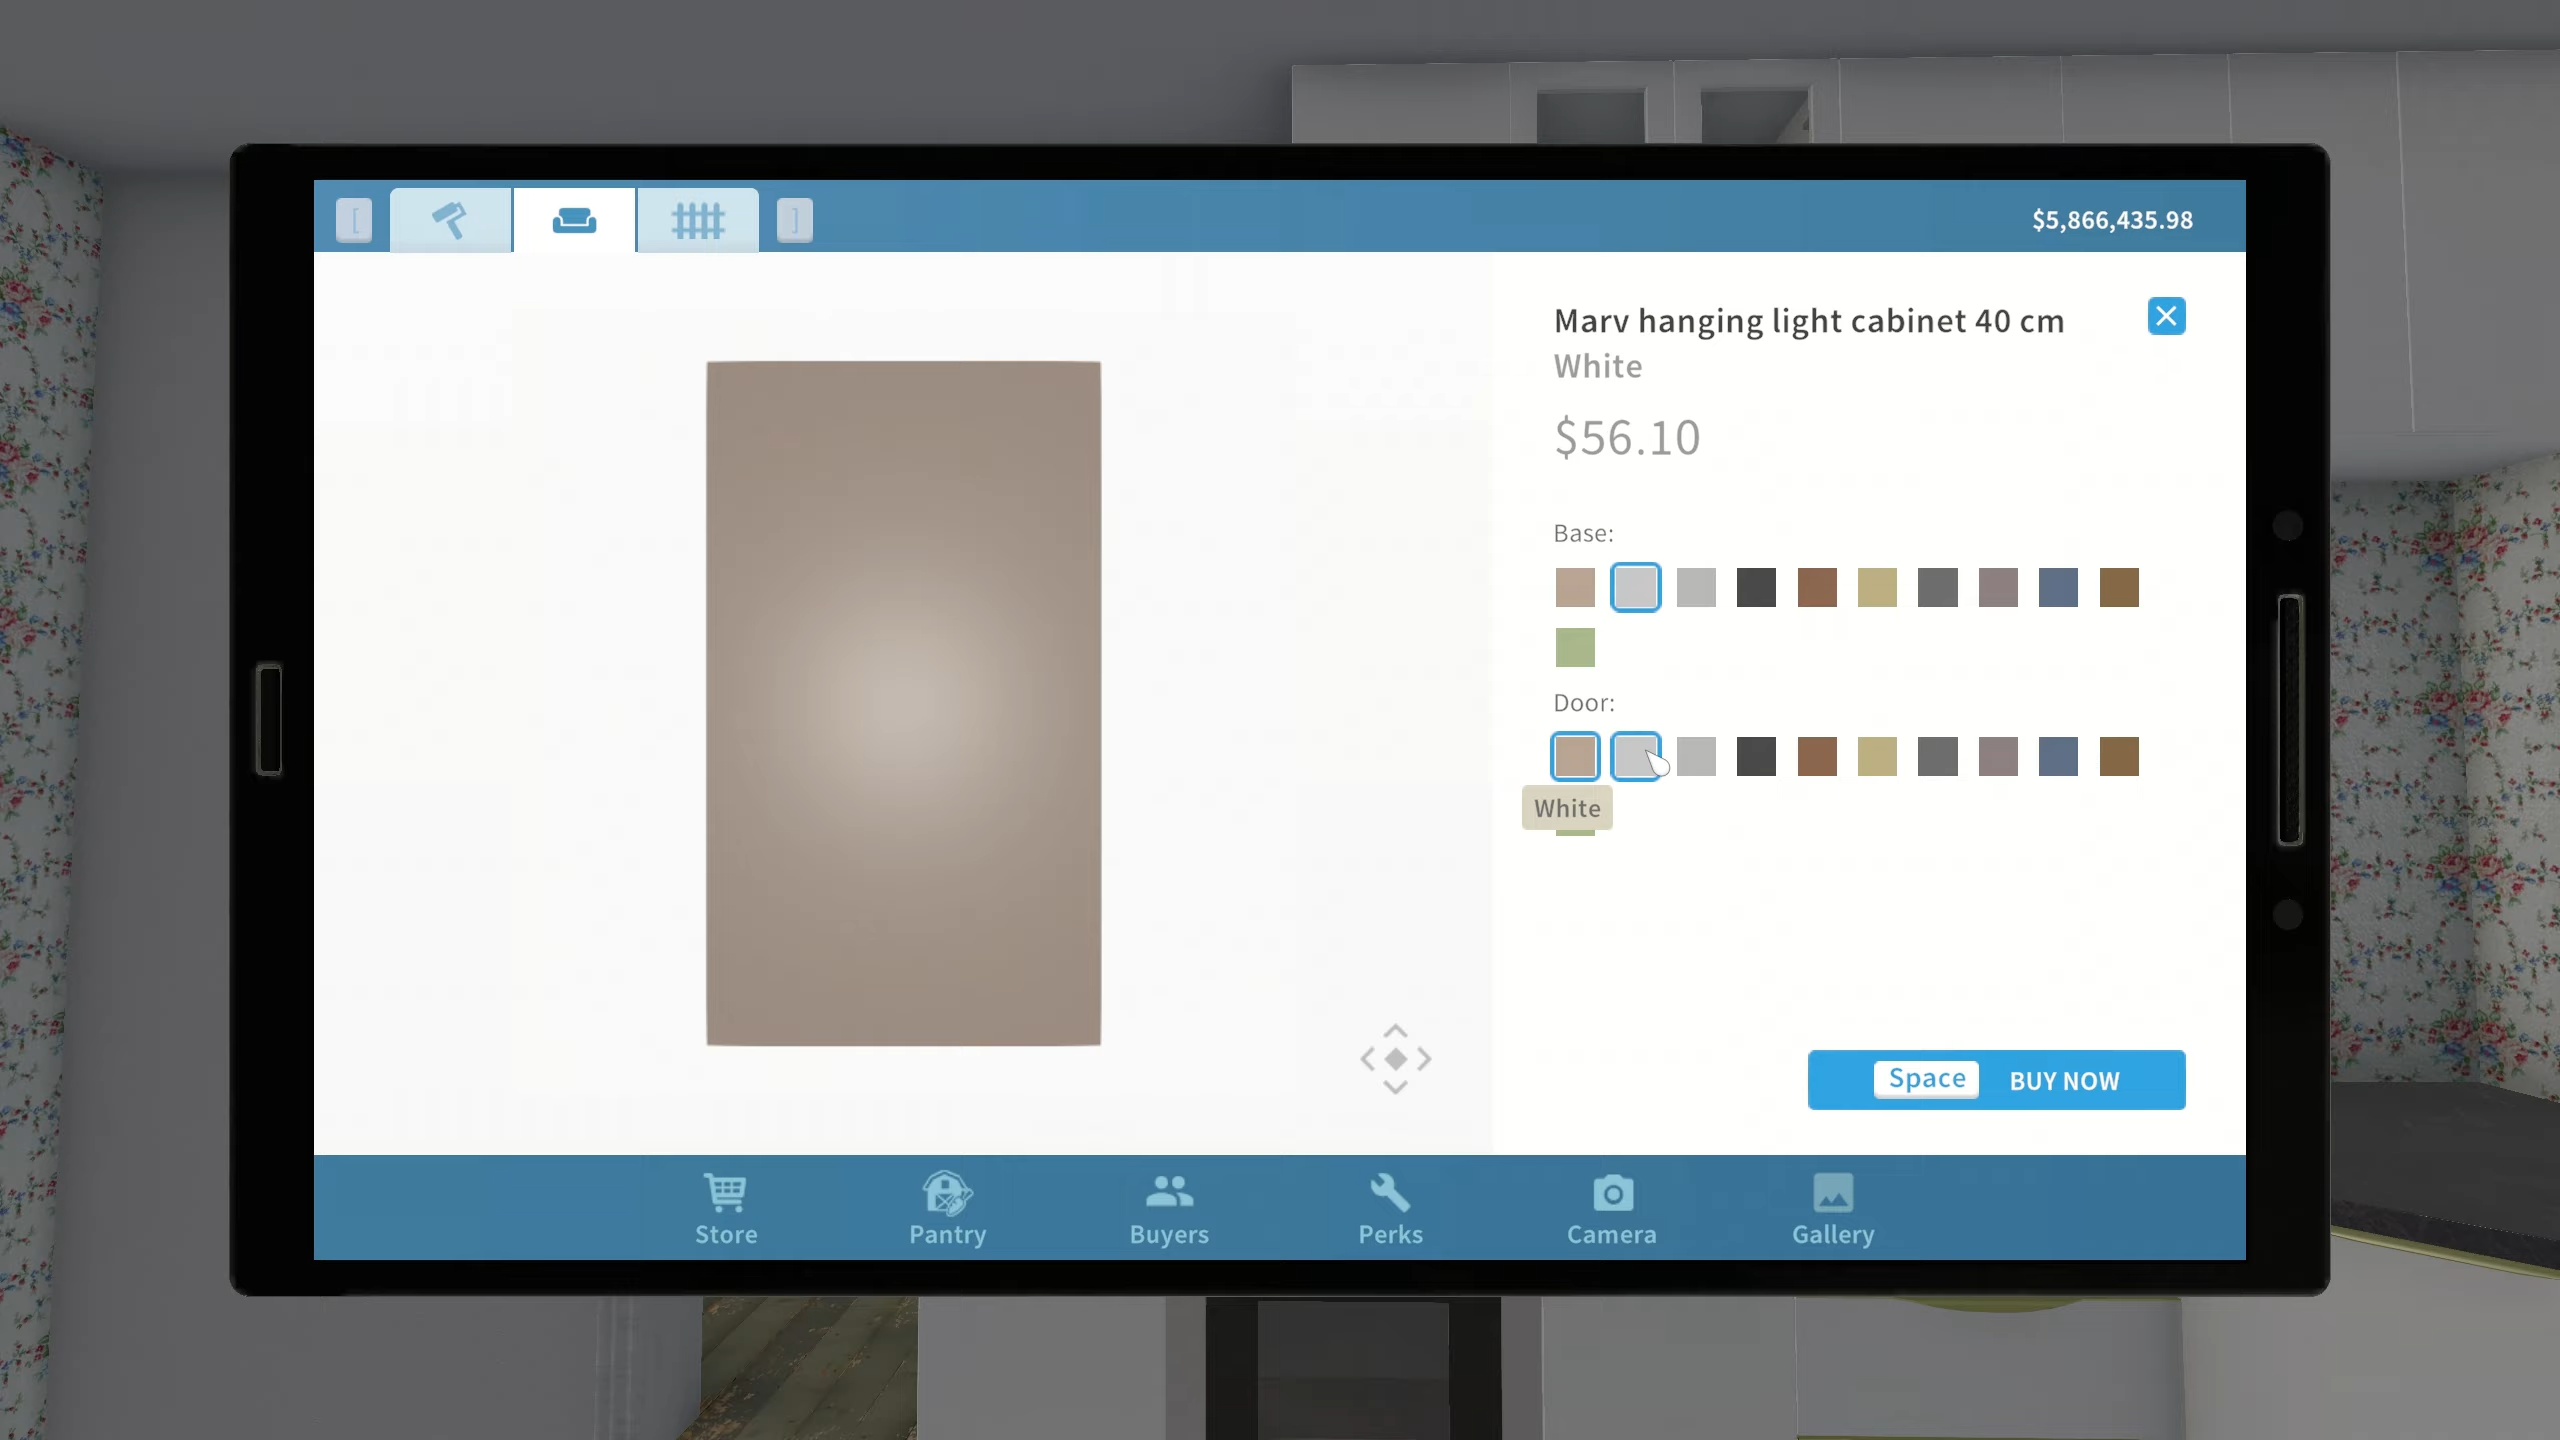 [
]
$5,866,435.98
Marv hanging light cabinet 40 cm
White
$56.10
Base:
Door:
White
Space BUY NOW
Store
Pantry
Buyers
Perks
Camera
Gallery